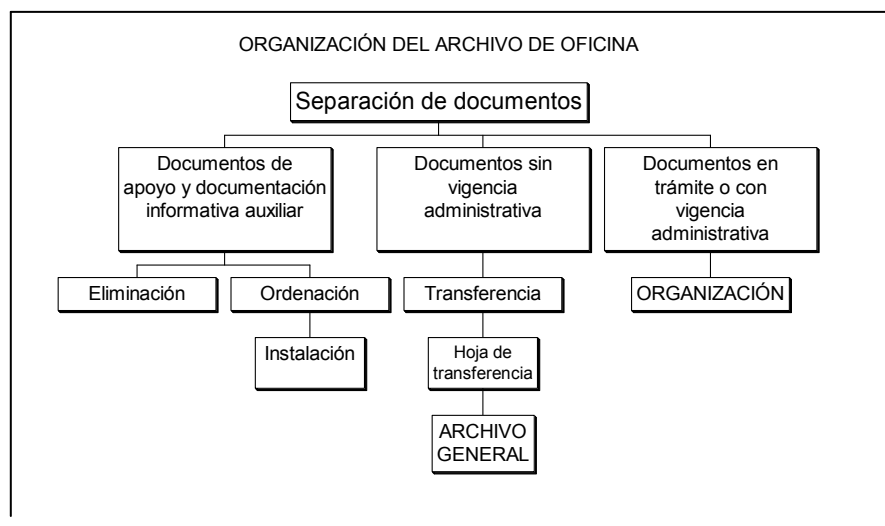 ORGANIZACIÓN DEL ARCHIVO DE OFICINA
Separación de documentos
Documentos de
apoyo y documentación
informativa auxiliar
Documentos sin
vigencia
administrativa
Documentos en
trámite o con
vigencia
administrativa
Eliminación
Ordenación
Transferencia
ORGANIZACIÓN
Instalación
Hoja de
transferencia
ARCHIVO
GENERAL